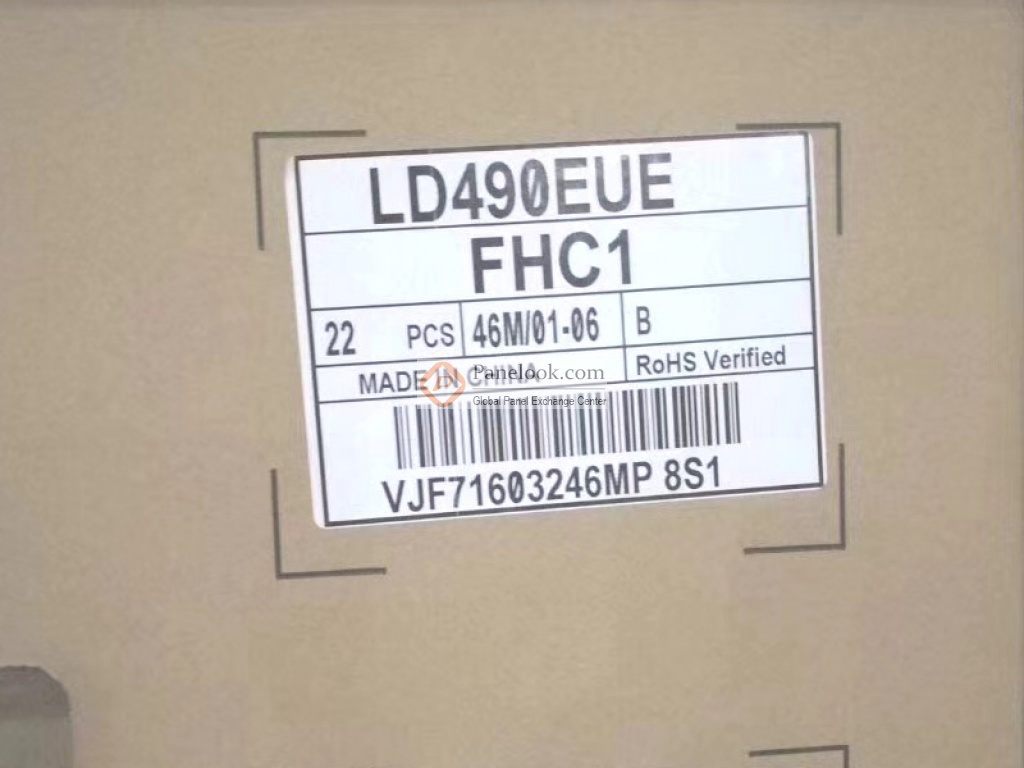 LD490EUE
FHC1
22 PCS 46M/01-06 B
MADE IN CHINA RoHS Verified
Panelook.com
Global Panel Exchange Center
VJF71603246MP 8S1